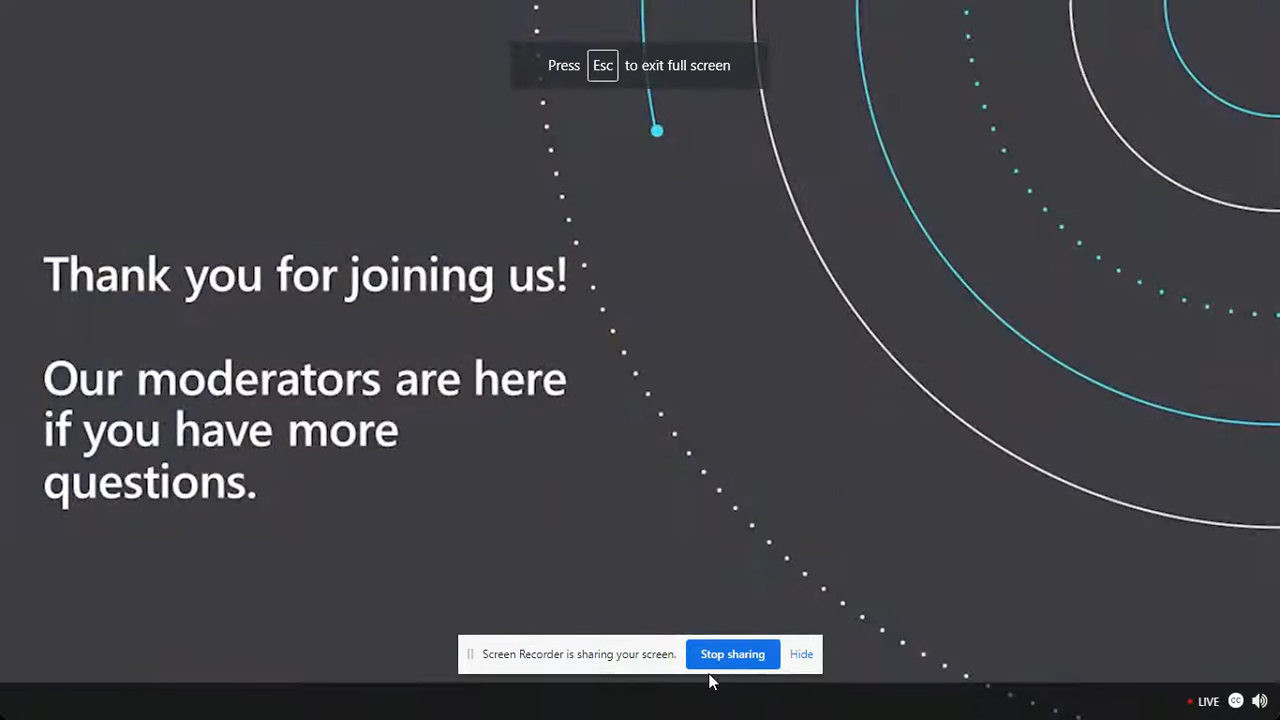 Press Esc to exit full screen
Thank you for joining us!
Our moderators are here
if you have more
questions.
Screen Recorder is sharing your screen. Stop sharing Hide
LIVE CC